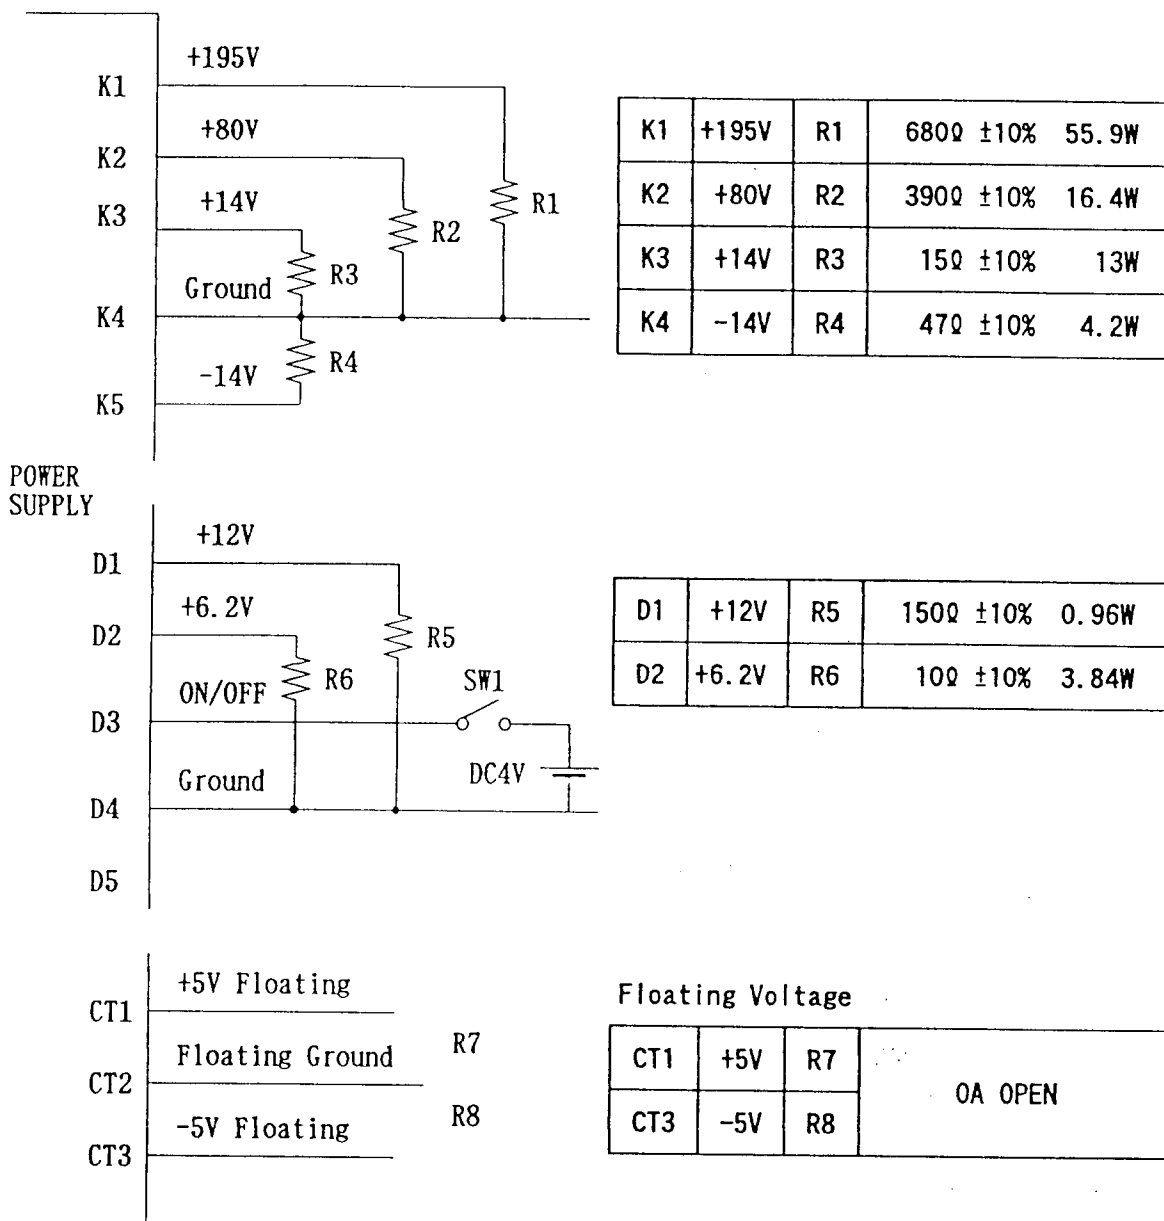 +195V
K1
+80V
K2
+14V
K3
R1
R2
R3
Ground
K4
R4
-14V
K5
K1 +195V R1 680Ω ±10% 55.9W
K2 +80V R2 390Ω ±10% 16.4W
K3 +14V R3 15Ω ±10% 13W
K4 -14V R4 47Ω ±10% 4.2W
POWER
SUPPLY
+12V
D1
+6.2V
D2
R5
R6
SW1
ON/OFF
D3
DC4V
Ground
D4
D5
D1 +12V R5 150Ω ±10% 0.96W
D2 +6.2V R6 10Ω ±10% 3.84W
+5V Floating
CT1
R7
Floating Ground
CT2
R8
-5V Floating
CT3
Floating Voltage
CT1 +5V R7 0A OPEN
CT3 -5V R8